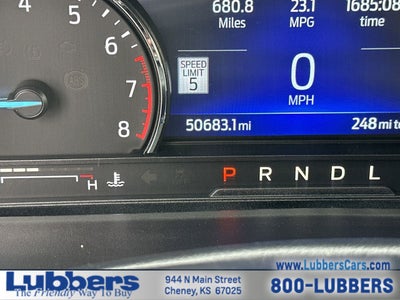 680.8 23.1 1685:08
Miles MPG time
4 5 6 7 8
ABS
SPEED
LIMIT
5
0
MPH
50683.1 mi 248 mi t
H P R N D L
Lubbers
The Friendly Way To Buy
944 N Main Street
Cheney, KS 67025
www.LubbersCars.com
800-LUBBERS